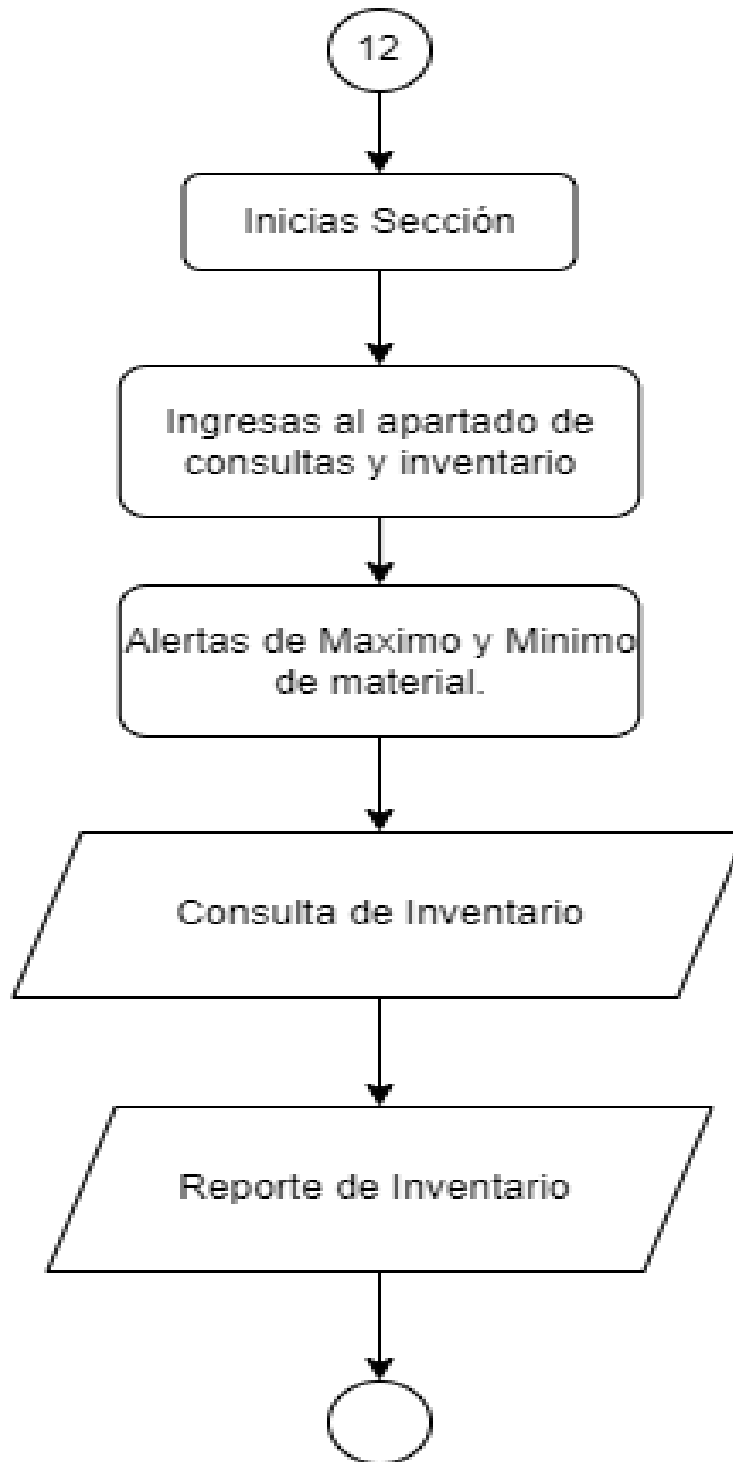 12
Inicias Sección
Ingresas al apartado de
consultas y inventario
Alertas de Maximo y Minimo
de material.
Consulta de Inventario
Reporte de Inventario